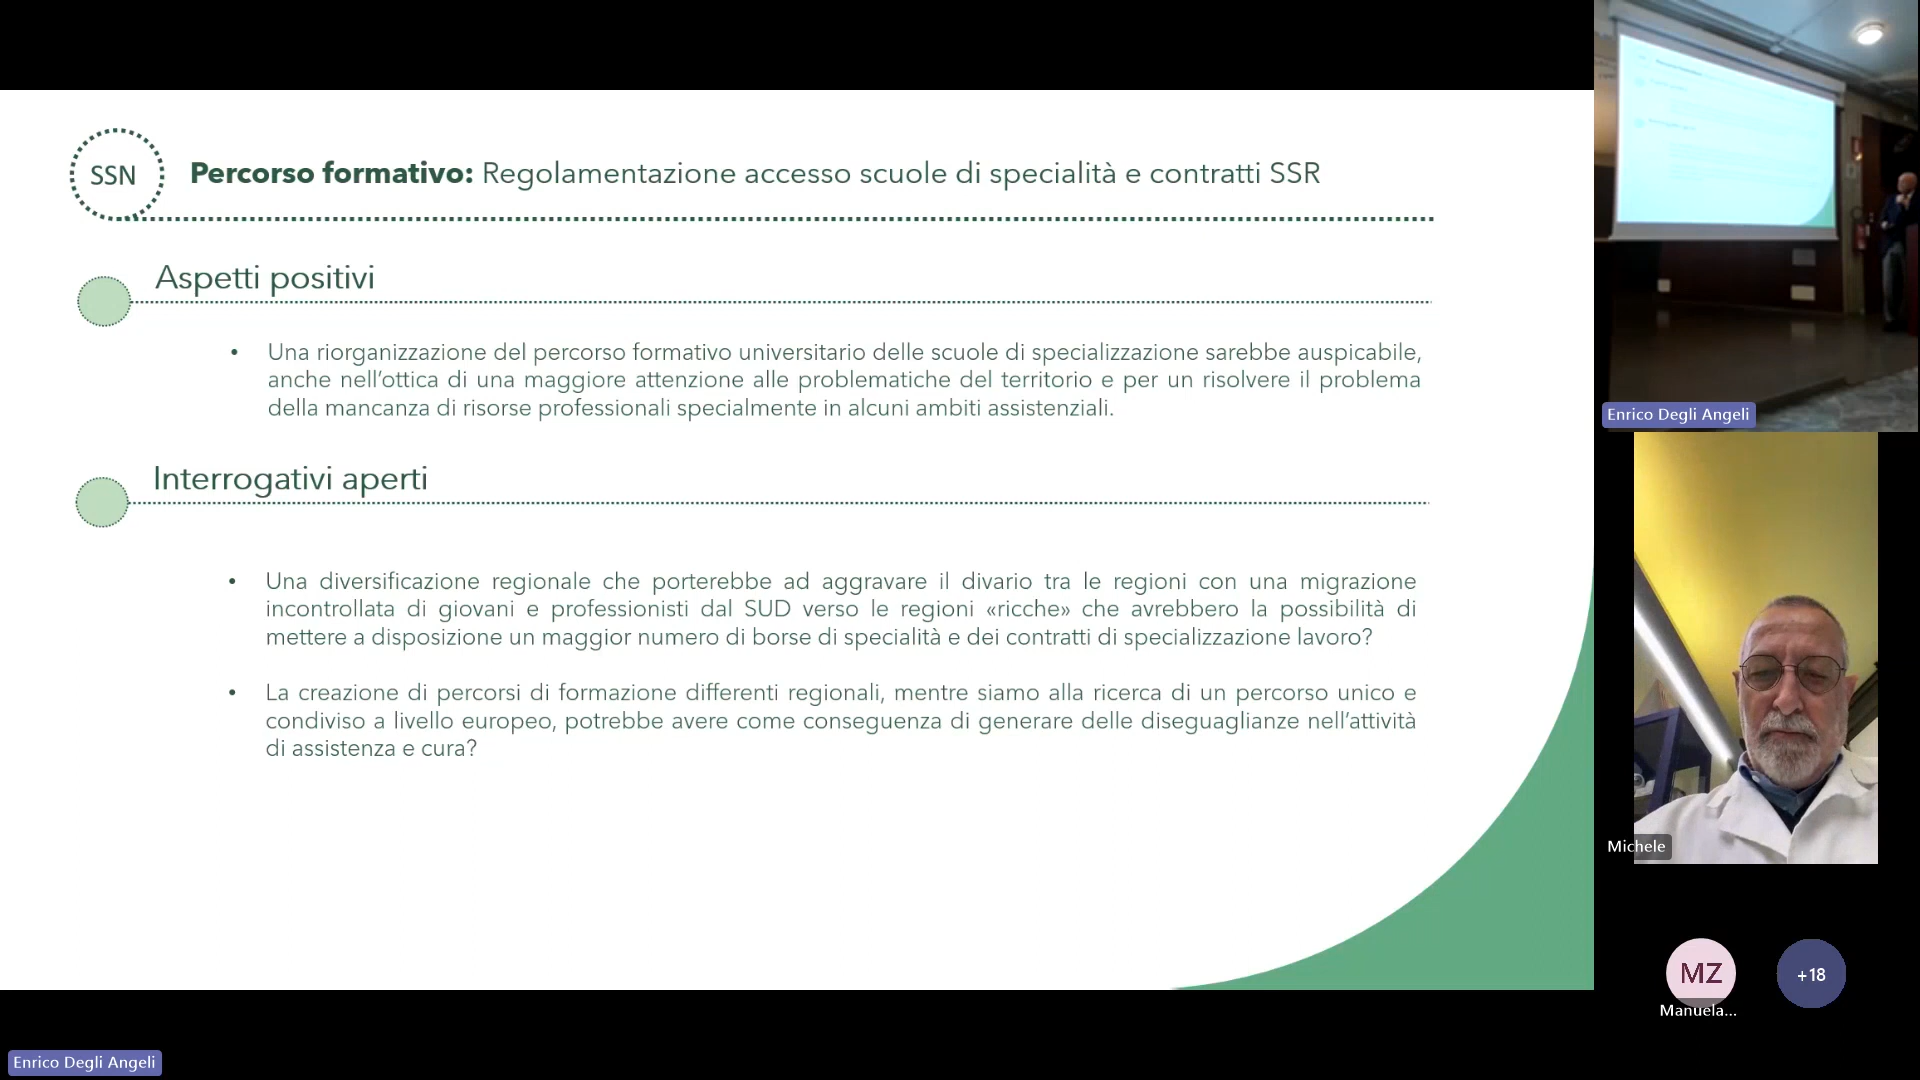 SSN
Percorso formativo: Regolamentazione accesso scuole di specialità e contratti SSR
Aspetti positivi
• Una riorganizzazione del percorso formativo universitario delle scuole di specializzazione sarebbe auspicabile,
anche nell’ottica di una maggiore attenzione alle problematiche del territorio e per un risolvere il problema
della mancanza di risorse professionali specialmente in alcuni ambiti assistenziali.
Interrogativi aperti
• Una diversificazione regionale che porterebbe ad aggravare il divario tra le regioni con una migrazione
incontrollata di giovani e professionisti dal SUD verso le regioni «ricche» che avrebbero la possibilità di
mettere a disposizione un maggior numero di borse di specialità e dei contratti di specializzazione lavoro?
• La creazione di percorsi di formazione differenti regionali, mentre siamo alla ricerca di un percorso unico e
condiviso a livello europeo, potrebbe avere come conseguenza di generare delle diseguaglianze nell’attività
di assistenza e cura?
Enrico Degli Angeli
Michele
MZ
+18
Manuela...
Enrico Degli Angeli